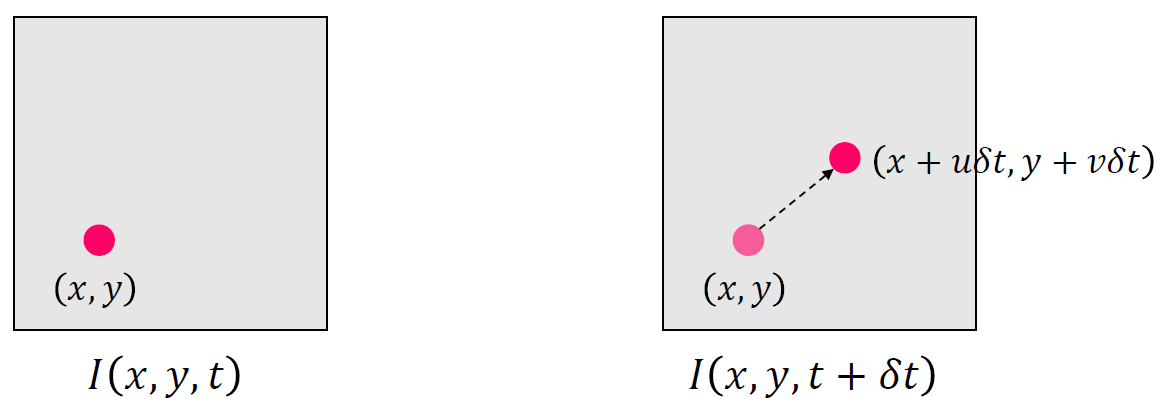 (x, y)
I(x, y, t)
(x + uδt, y + vδt)
(x, y)
I(x, y, t + δt)